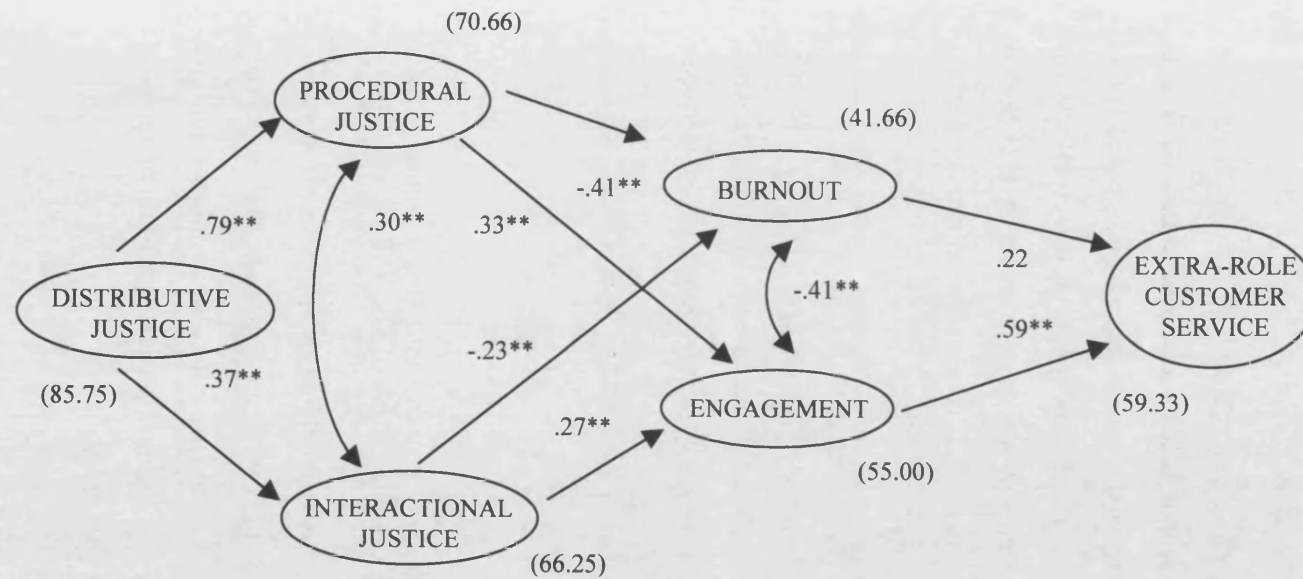 (70.66)
PROCEDURAL
JUSTICE
(41.66)
BURNOUT
-.41**
.79**
.30**
.33**
.22
EXTRA-ROLE
CUSTOMER
SERVICE
DISTRIBUTIVE
JUSTICE
-.41**
.59**
-.23**
.37**
(85.75)
ENGAGEMENT
(59.33)
.27**
(55.00)
INTERACTIONAL
JUSTICE
(66.25)